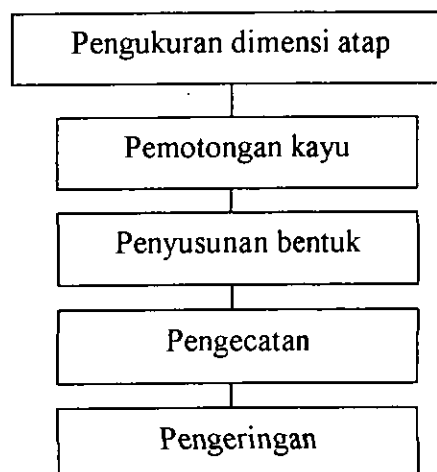 Pengukuran dimensi atap
Pemotongan kayu
Penyusunan bentuk
Pengecatan
Pengeringan